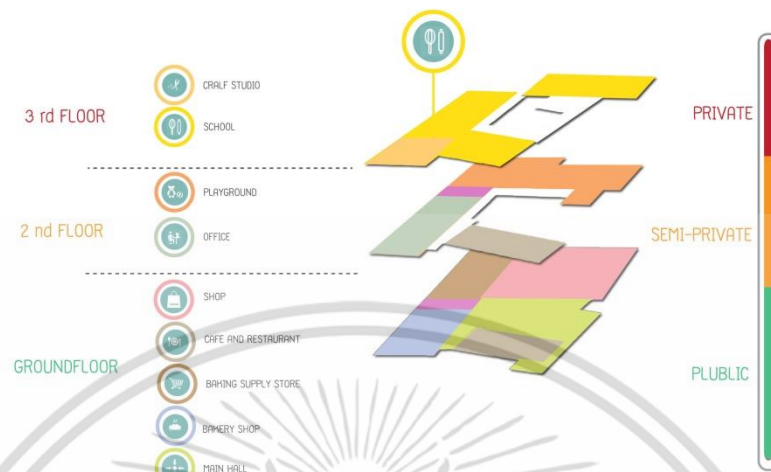 3 rd FLOOR
CRALF STUDIO
SCHOOL
2 nd FLOOR
PLAYGROUND
OFFICE
GROUNDFLOOR
SHOP
CAFE AND RESTAURANT
BAKING SUPPLY STORE
BAKERY SHOP
MAIN HALL
PRIVATE
SEMI-PRIVATE
PLUBLIC